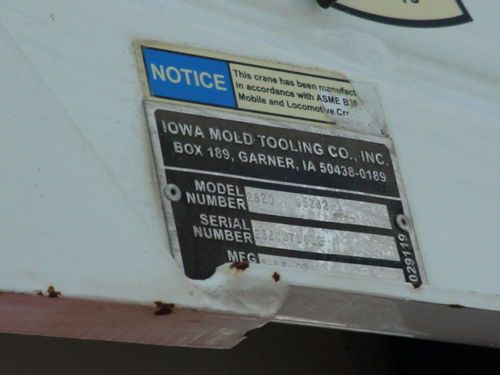 NOTICE
This crane has been manufact
in accordance with ASME B30
Mobile and Locomotive Cr
IOWA MOLD TOOLING CO., INC.
BOX 189, GARNER, IA 50438-0189
MODEL
NUMBER 2820
SERIAL
NUMBER
MFG
029119